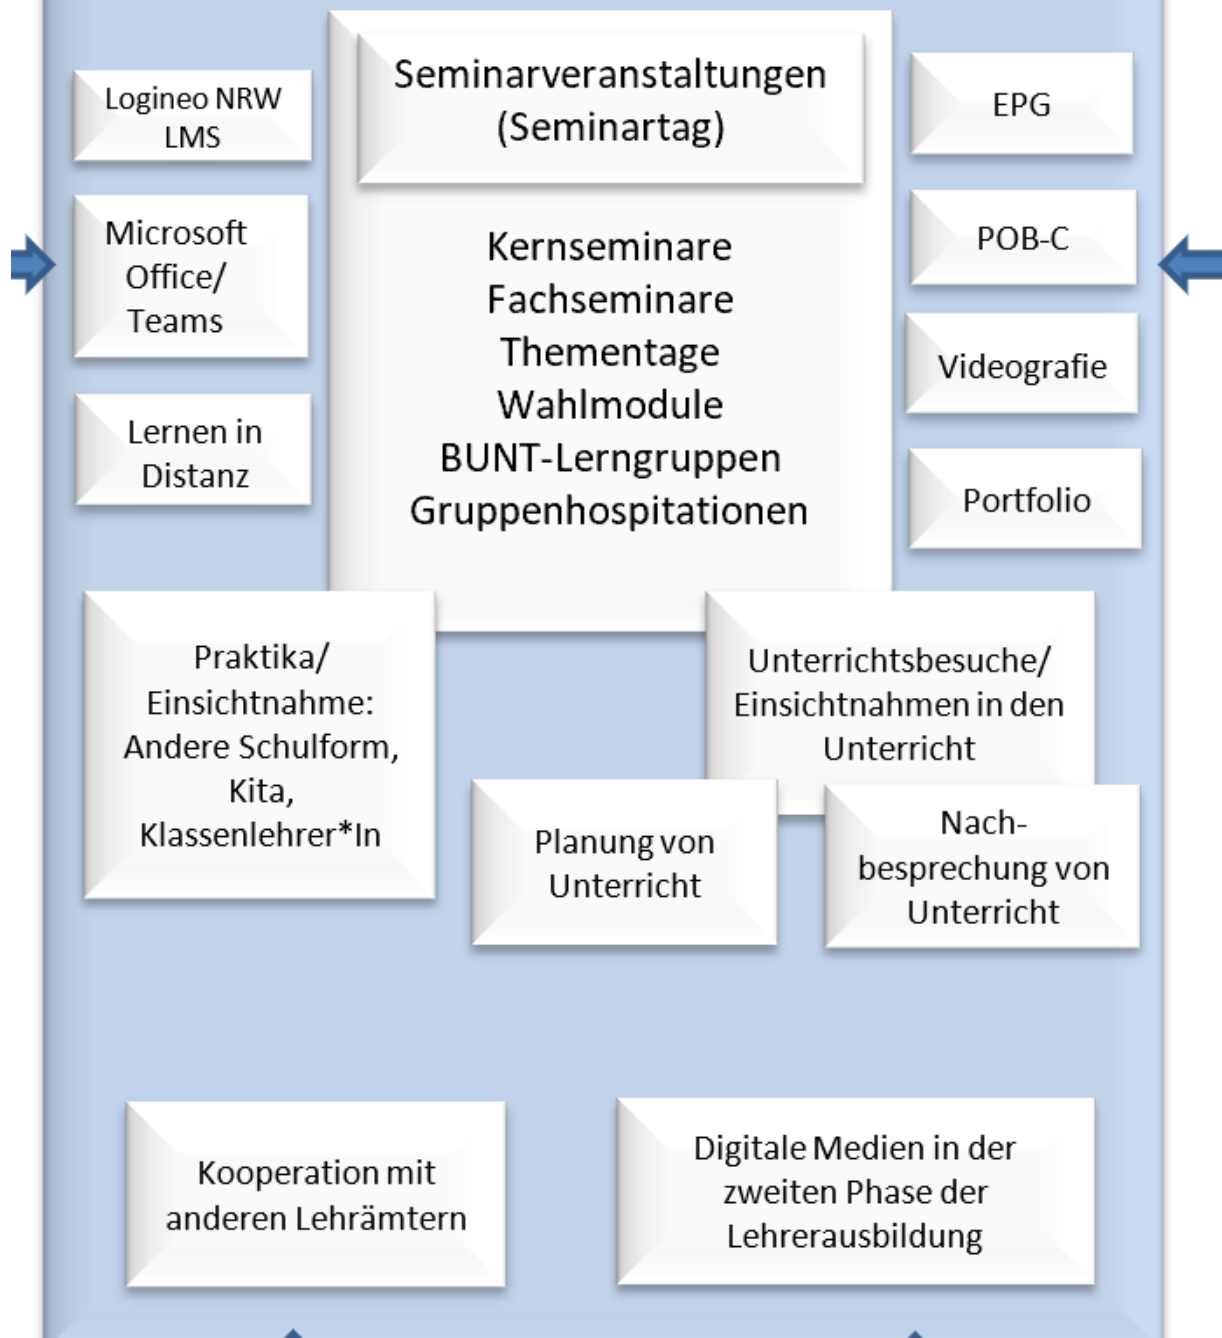 Seminarveranstaltungen
(Seminartag)
Kernseminare
Fachseminare
Thementage
Wahlmodule
BUNT-Lerngruppen
Gruppenhospitationen
Logineo NRW
LMS
Microsoft
Office/
Teams
Lernen in
Distanz
EPG
POB-C
Videografie
Portfolio
Praktika/
Einsichtnahme:
Andere Schulform,
Kita,
Klassenlehrer*In
Unterrichtsbesuche/
Einsichtnahmen in den
Unterricht
Planung von
Unterricht
Nach-
besprechung von
Unterricht
Kooperation mit
anderen Lehrämtern
Digitale Medien in der
zweiten Phase der
Lehrerausbildung